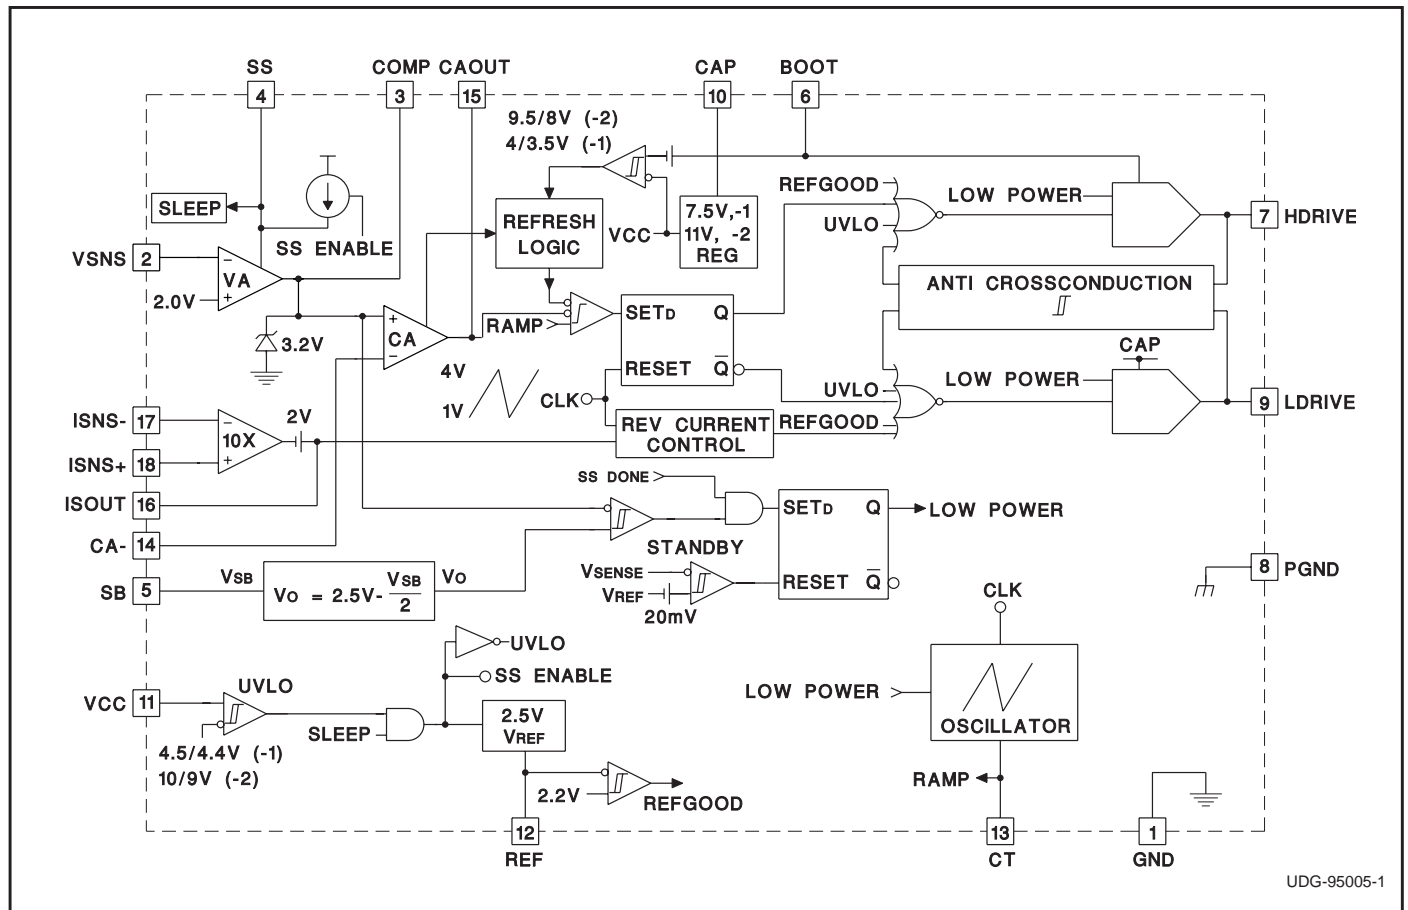 SS
COMP
CAOUT
CAP
BOOT
4
3
15
10
6
9.5/8V (-2)
4/3.5V (-1)
REFGOOD
LOW POWER
SLEEP
REFRESH
LOGIC
7.5V,-1
11V, -2
REG
VCC
UVLO
7
HDRIVE
SS ENABLE
VSNS
2
−
VA
+
2.0V
ANTI CROSSCONDUCTION
RAMP
SETD
Q
3.2V
+
CA
−
CAP
RESET
Q̅
4V
1V
CLK
UVLO
LOW POWER
9
LDRIVE
ISNS-
17
−
10X
+
2V
REV CURRENT
CONTROL
REFGOOD
ISNS+
18
SS DONE
ISOUT
16
SETD
Q
LOW POWER
CA-
14
STANDBY
VSENSE
VREF
20mV
RESET
Q̅
8
PGND
SB
5
VSB
VO = 2.5V- VSB
2
VO
CLK
UVLO
SS ENABLE
UVLO
VCC
11
LOW POWER
2.5V
VREF
SLEEP
OSCILLATOR
4.5/4.4V (-1)
10/9V (-2)
2.2V
REFGOOD
RAMP
12
13
1
REF
CT
GND
UDG-95005-1